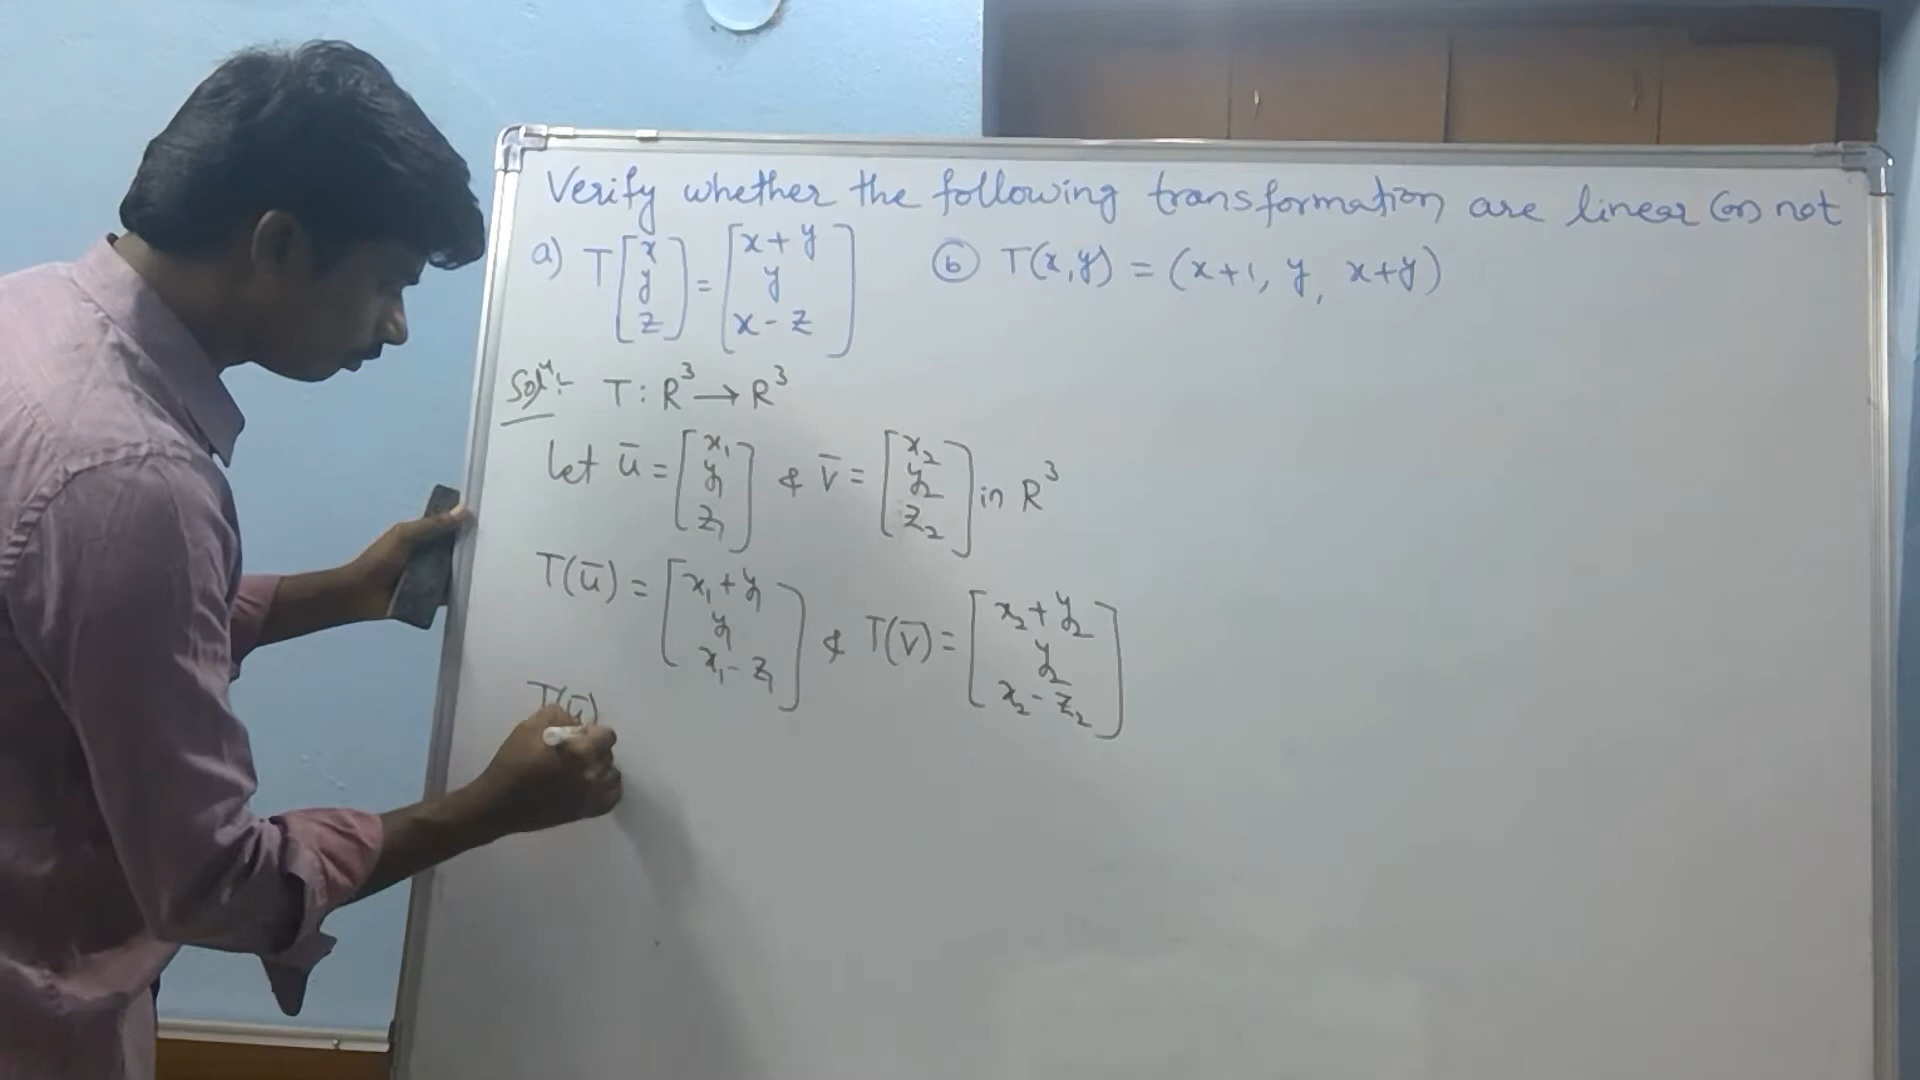 Verify whether the following transformation are linear (or) not
a) T[x y z] = [x+y y x-z] (b) T(x,y) = (x+1, y, x+y)
Solⁿ:- T : R³ → R³
let ū = [x₁ y₁ z₁] & v̄ = [x₂ y₂ z₂] in R³
T(ū) = [x₁+y₁ y₁ x₁-z₁] & T(v̄) = [x₂+y₂ y₂ x₂-z₂]
T(ū)